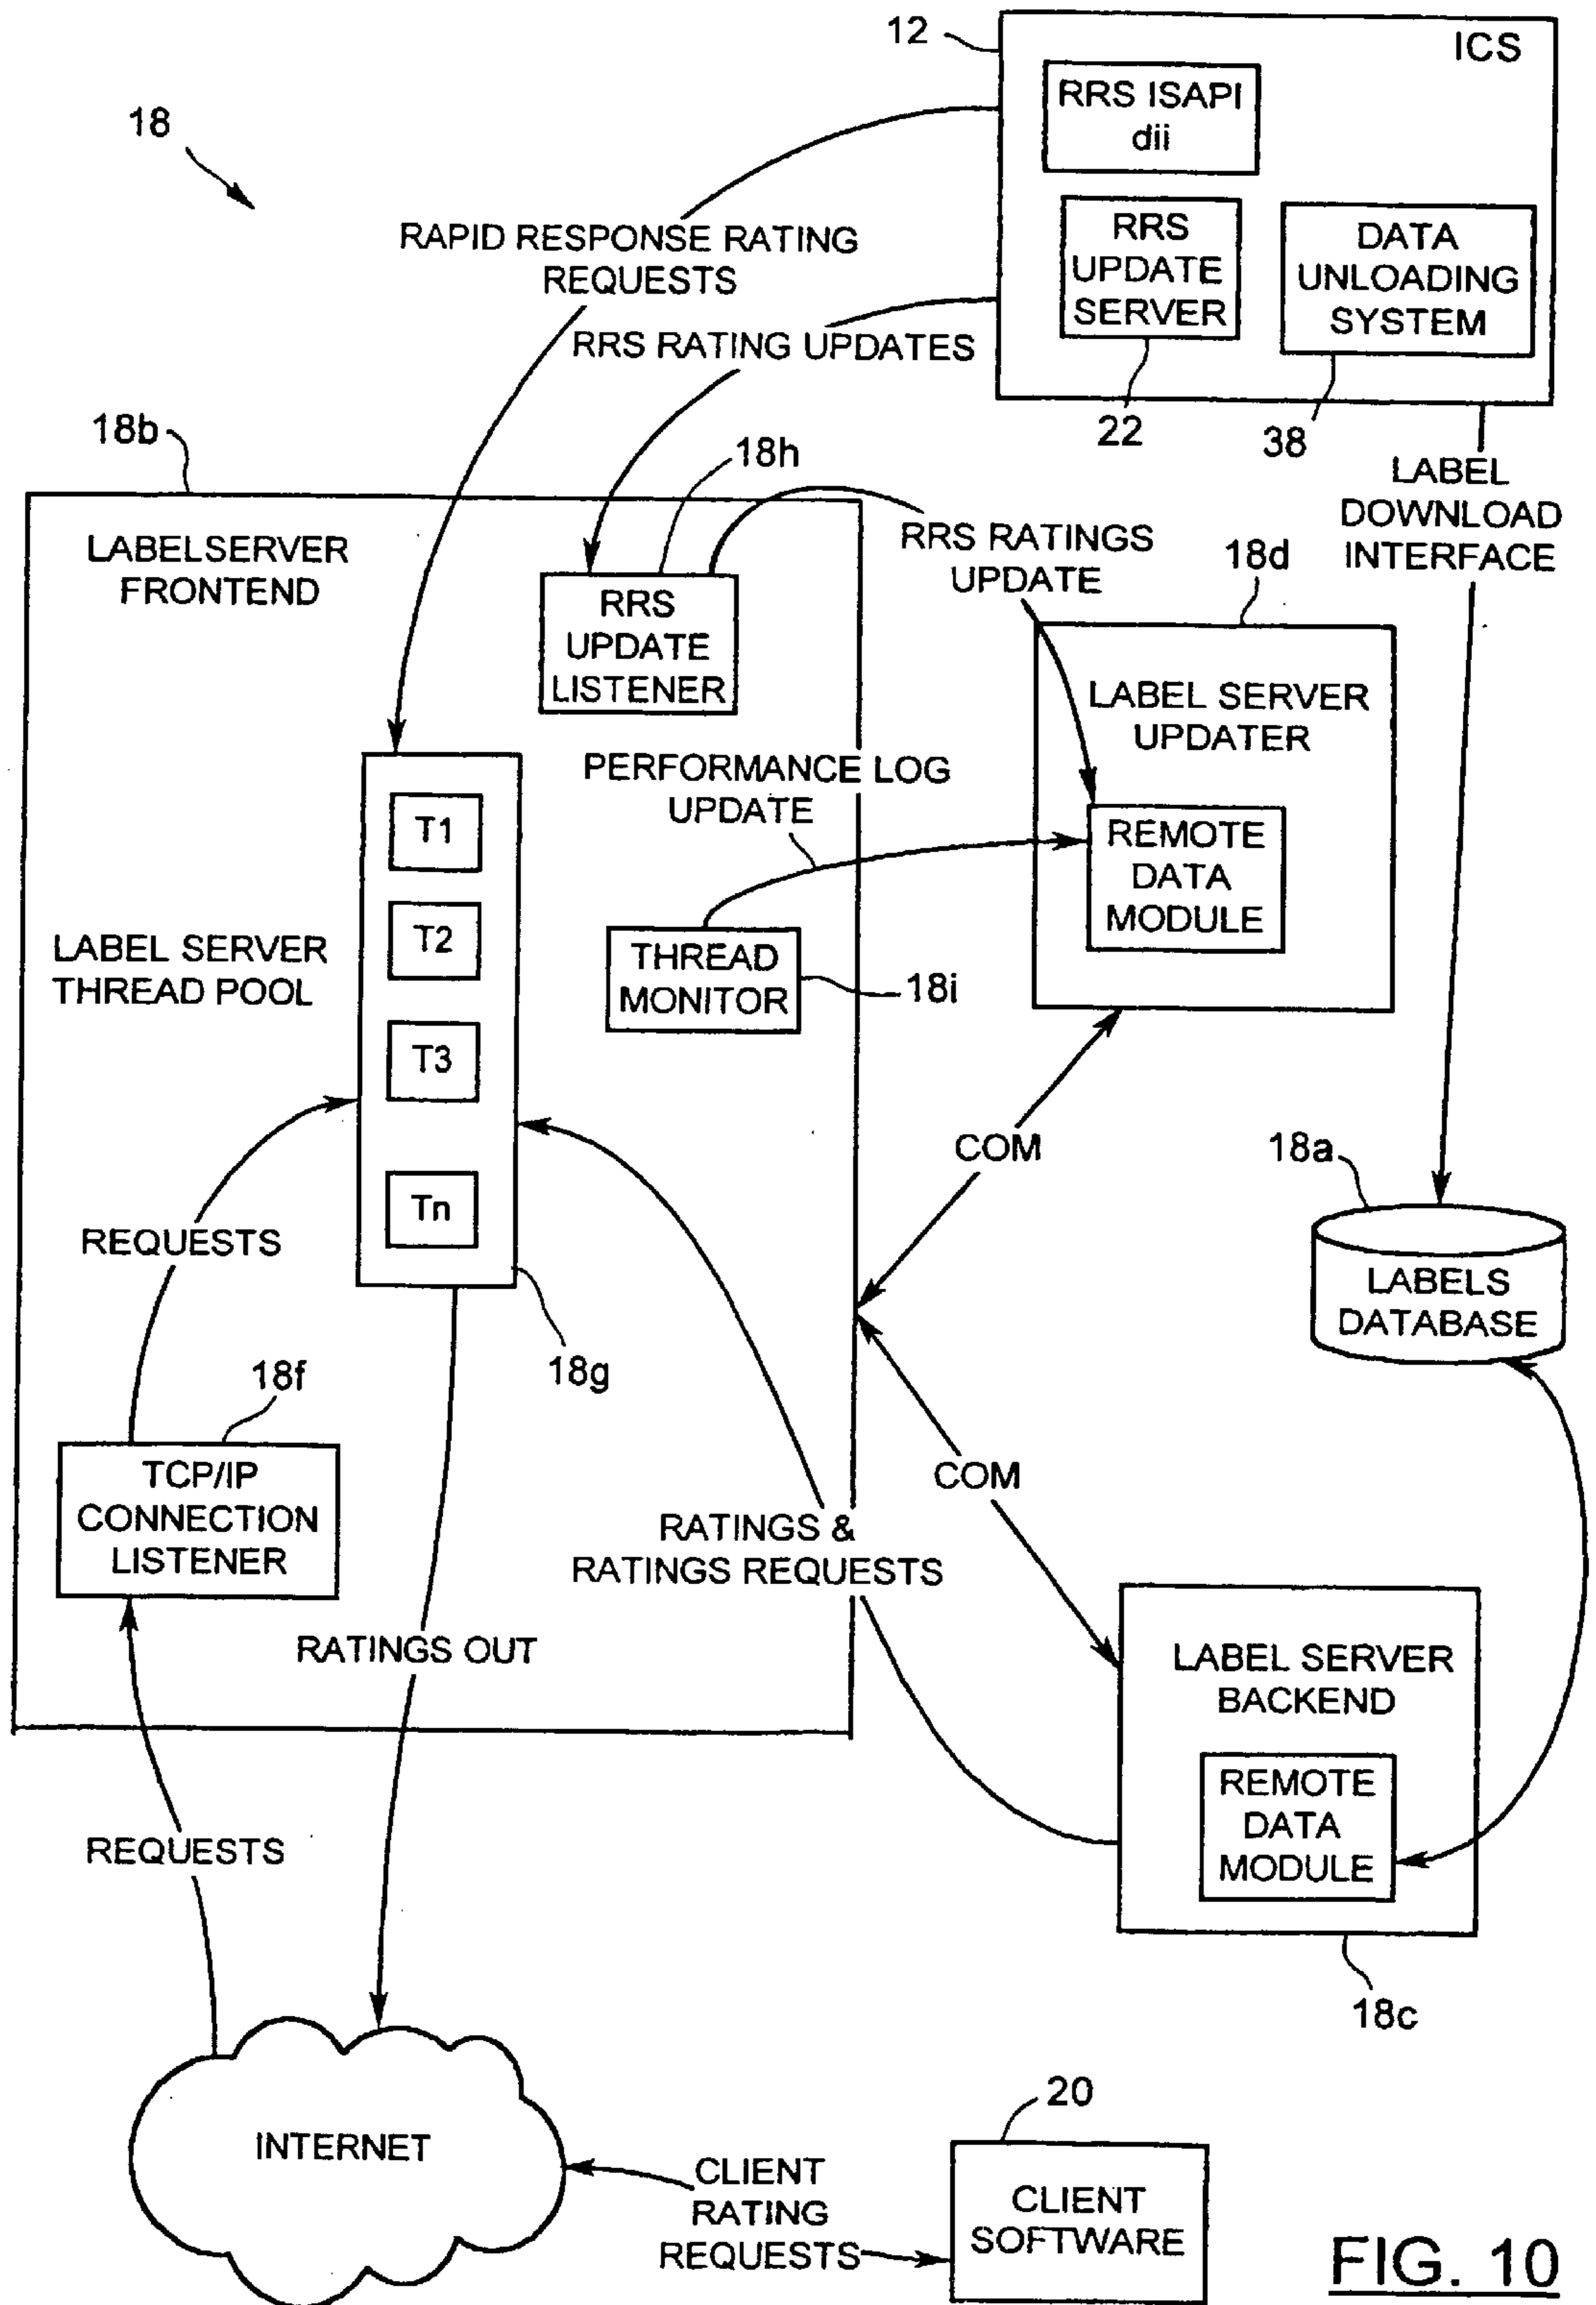 12
ICS
RRS ISAPI
dii
18
RAPID RESPONSE RATING
REQUESTS
RRS
UPDATE
SERVER
DATA
UNLOADING
SYSTEM
RRS RATING UPDATES
22
38
18b
18h
LABEL
DOWNLOAD
INTERFACE
LABELSERVER
FRONTEND
RRS RATINGS
UPDATE
18d
RRS
UPDATE
LISTENER
LABEL SERVER
UPDATER
PERFORMANCE LOG
UPDATE
T1
REMOTE
DATA
MODULE
T2
LABEL SERVER
THREAD POOL
THREAD
MONITOR
18i
T3
COM
18a
Tn
REQUESTS
LABELS
DATABASE
18g
18f
TCP/IP
CONNECTION
LISTENER
COM
RATINGS &
RATINGS REQUESTS
RATINGS OUT
LABEL SERVER
BACKEND
REMOTE
DATA
MODULE
REQUESTS
18c
INTERNET
20
CLIENT
RATING
REQUESTS
CLIENT
SOFTWARE
FIG. 10